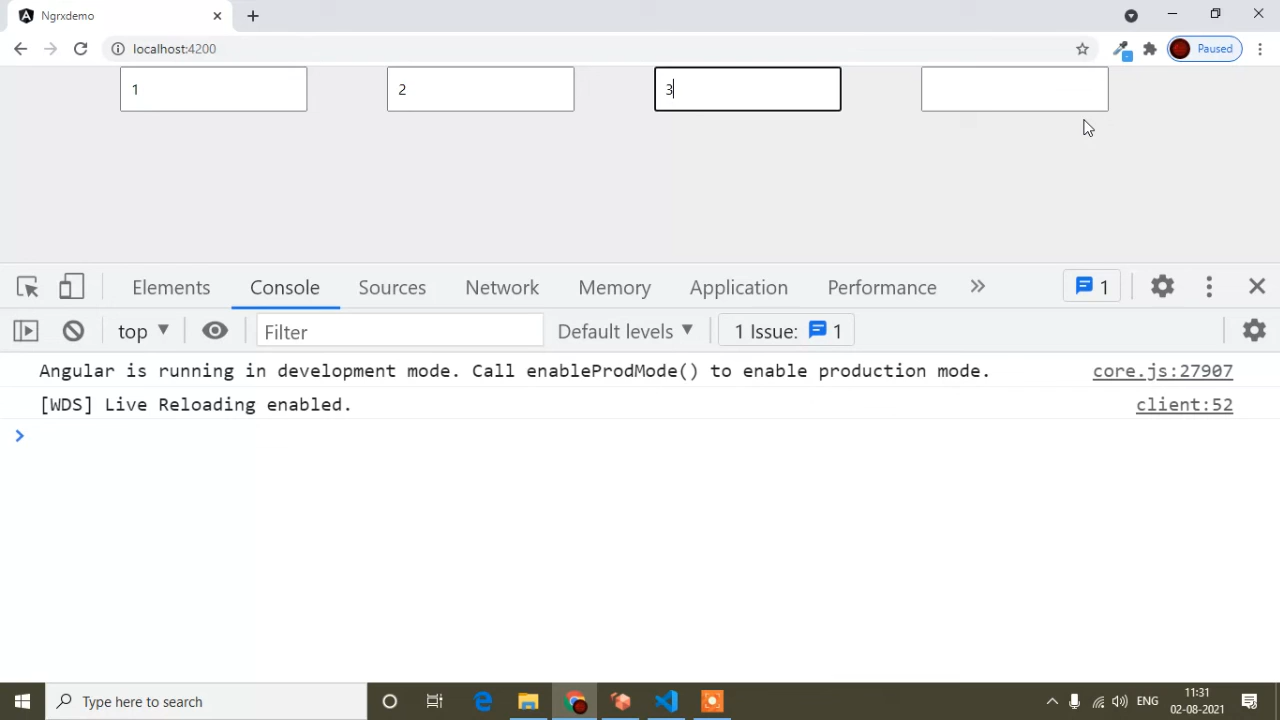 Ngrxdemo
localhost:4200
Paused
1
2
3
Elements
Console
Sources
Network
Memory
Application
Performance
1
top
Filter
Default levels
1 Issue:
1
Angular is running in development mode. Call enableProdMode() to enable production mode.
core.js:27907
[WDS] Live Reloading enabled.
client:52
Type here to search
ENG
11:31
02-08-2021